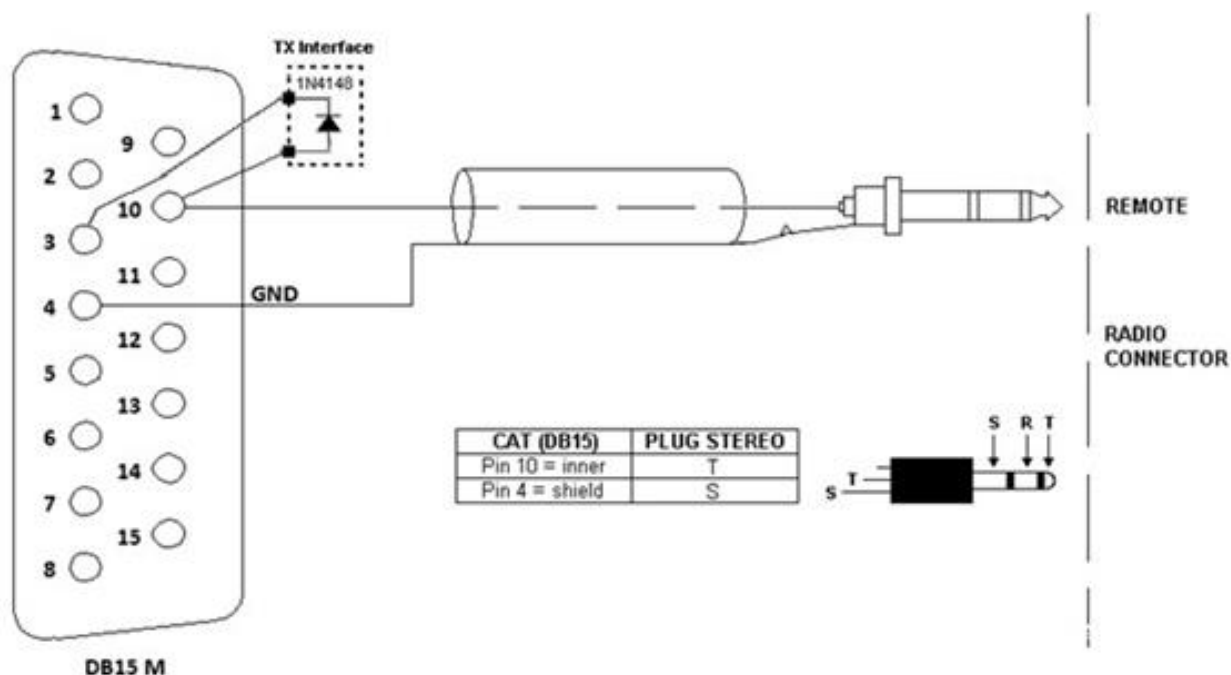 TX Interface
1N4148
1
9
2
10
3
11
4
GND
12
5
13
6
14
7
15
8
DB15 M
REMOTE
RADIO
CONNECTOR
CAT (DB15) PLUG STEREO
Pin 10 = inner T
Pin 4 = shield S
S R T
T
S